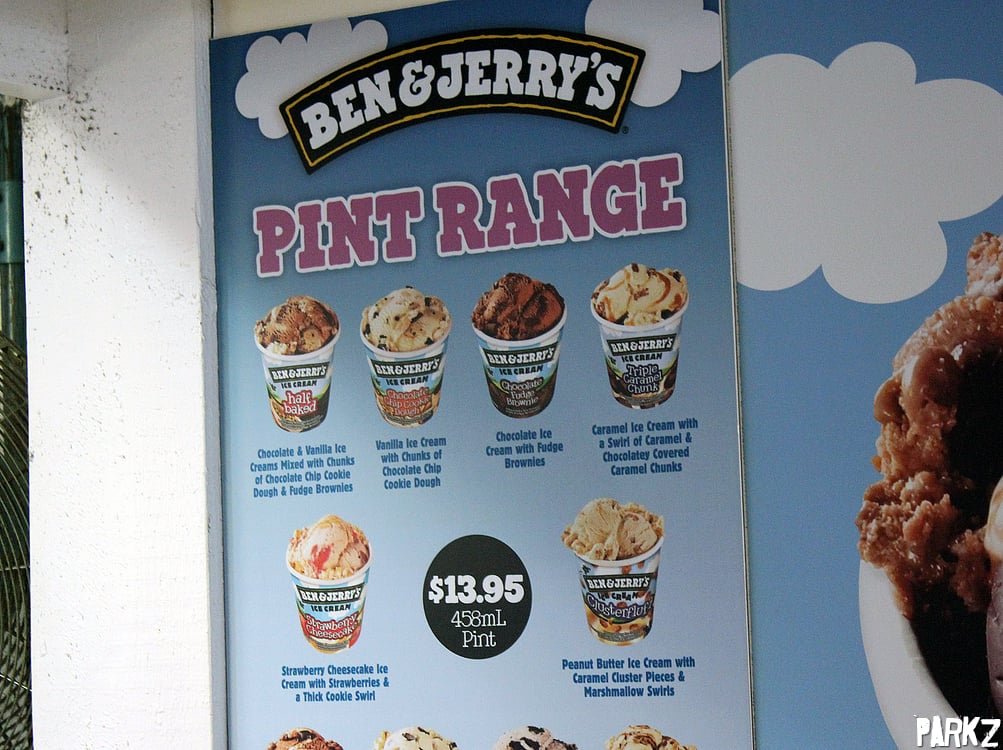 BEN & JERRY'S
PINT RANGE
BEN & JERRY'S
ICE CREAM
half
baked
BEN & JERRY'S
ICE CREAM
Chocolate
Chip Cookie
Dough
BEN & JERRY'S
ICE CREAM
Chocolate
Fudge
Brownie
BEN & JERRY'S
ICE CREAM
Triple
Caramel
Chunk
Chocolate & Vanilla Ice
Creams Mixed with Chunks
of Chocolate Chip Cookie
Dough & Fudge Brownies
Vanilla Ice Cream
with Chunks of
Chocolate Chip
Cookie Dough
Chocolate Ice
Cream with Fudge
Brownies
Caramel Ice Cream with
a Swirl of Caramel &
Chocolatey Covered
Caramel Chunks
BEN & JERRY'S
ICE CREAM
Strawberry
Cheesecake
$13.95
458mL
Pint
BEN & JERRY'S
ICE CREAM
Clusterfluff
Strawberry Cheesecake Ice
Cream with Strawberries &
a Thick Cookie Swirl
Peanut Butter Ice Cream with
Caramel Cluster Pieces &
Marshmallow Swirls
PARKZ